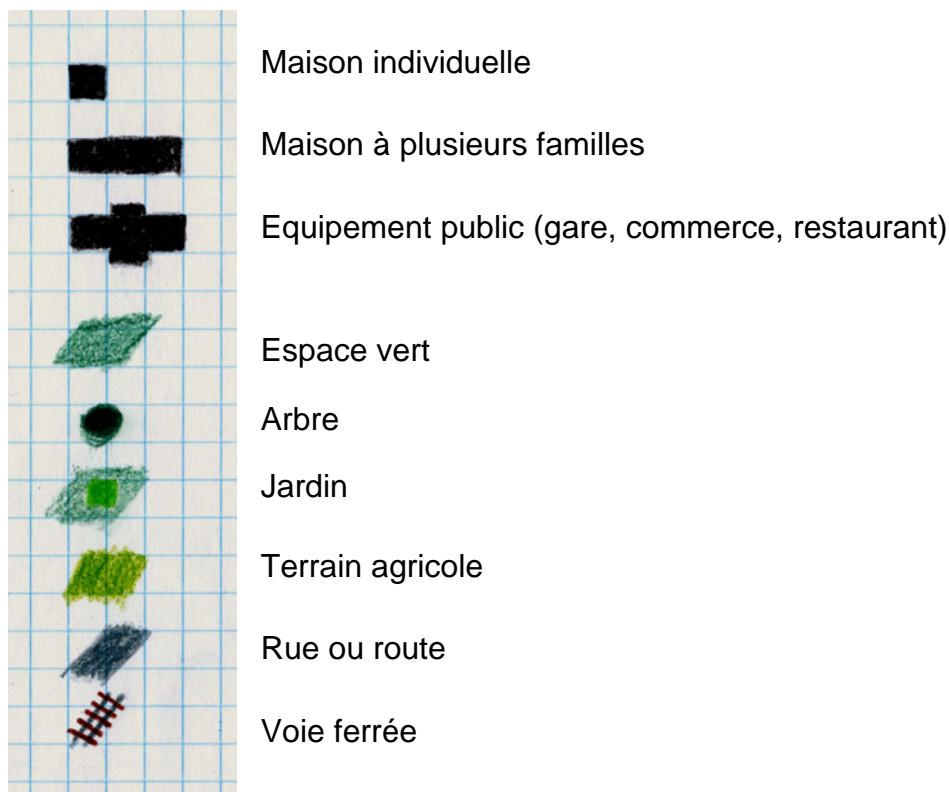 Maison individuelle
Maison à plusieurs familles
Equipement public (gare, commerce, restaurant)
Espace vert
Arbre
Jardin
Terrain agricole
Rue ou route
Voie ferrée